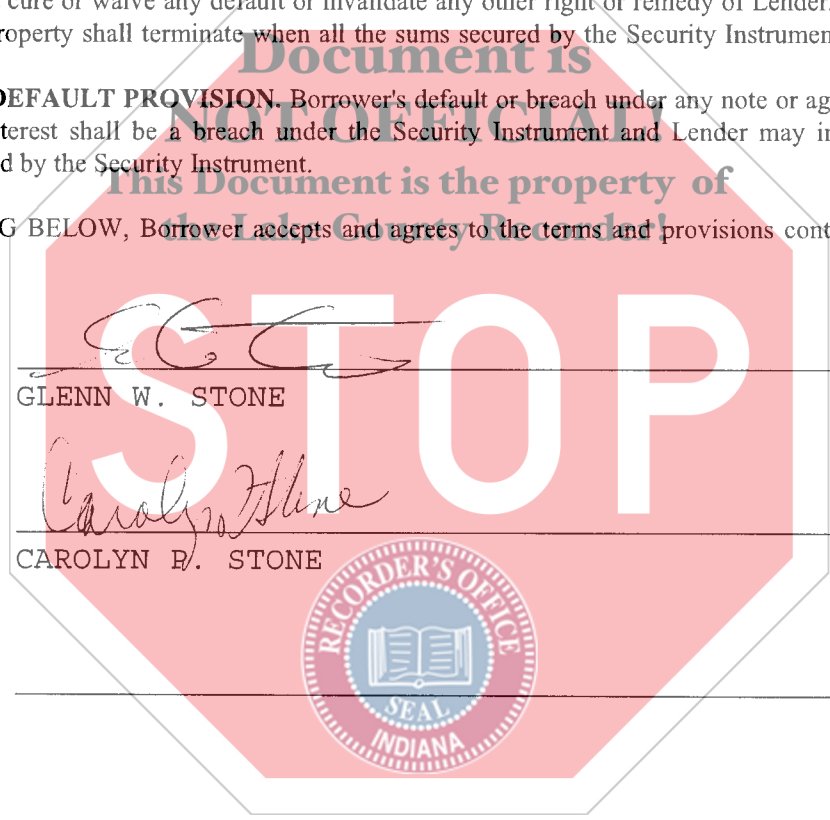 cure or waive any default or invalidate any other right or remedy of Lender.
roperty shall terminate when all the sums secured by the Security Instrumen
Document is
DEFAULT PROVISION. Borrower's default or breach under any note or ag
NOT OFFICIAL!
terest shall be a breach under the Security Instrument and Lender may in
d by the Security Instrument.
This Document is the property of
the Lake County Recorder!
G BELOW, Borrower accepts and agrees to the terms and provisions cont
STOP
GLENN W. STONE
Carolyn Stone
CAROLYN P. STONE
RECORDER'S OFFICE
SEAL
INDIANA